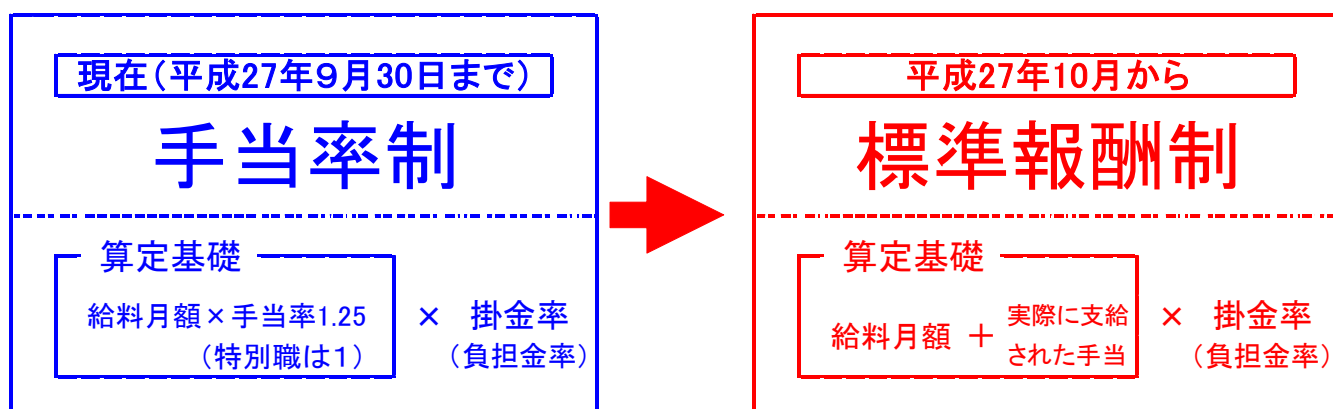 現在(平成27年９月30日まで)
手当率制
算定基礎
給料月額×手当率1.25
(特別職は１)
× 掛金率
(負担金率)
平成27年10月から
標準報酬制
算定基礎
給料月額 ＋
実際に支給
された手当
× 掛金率
(負担金率)